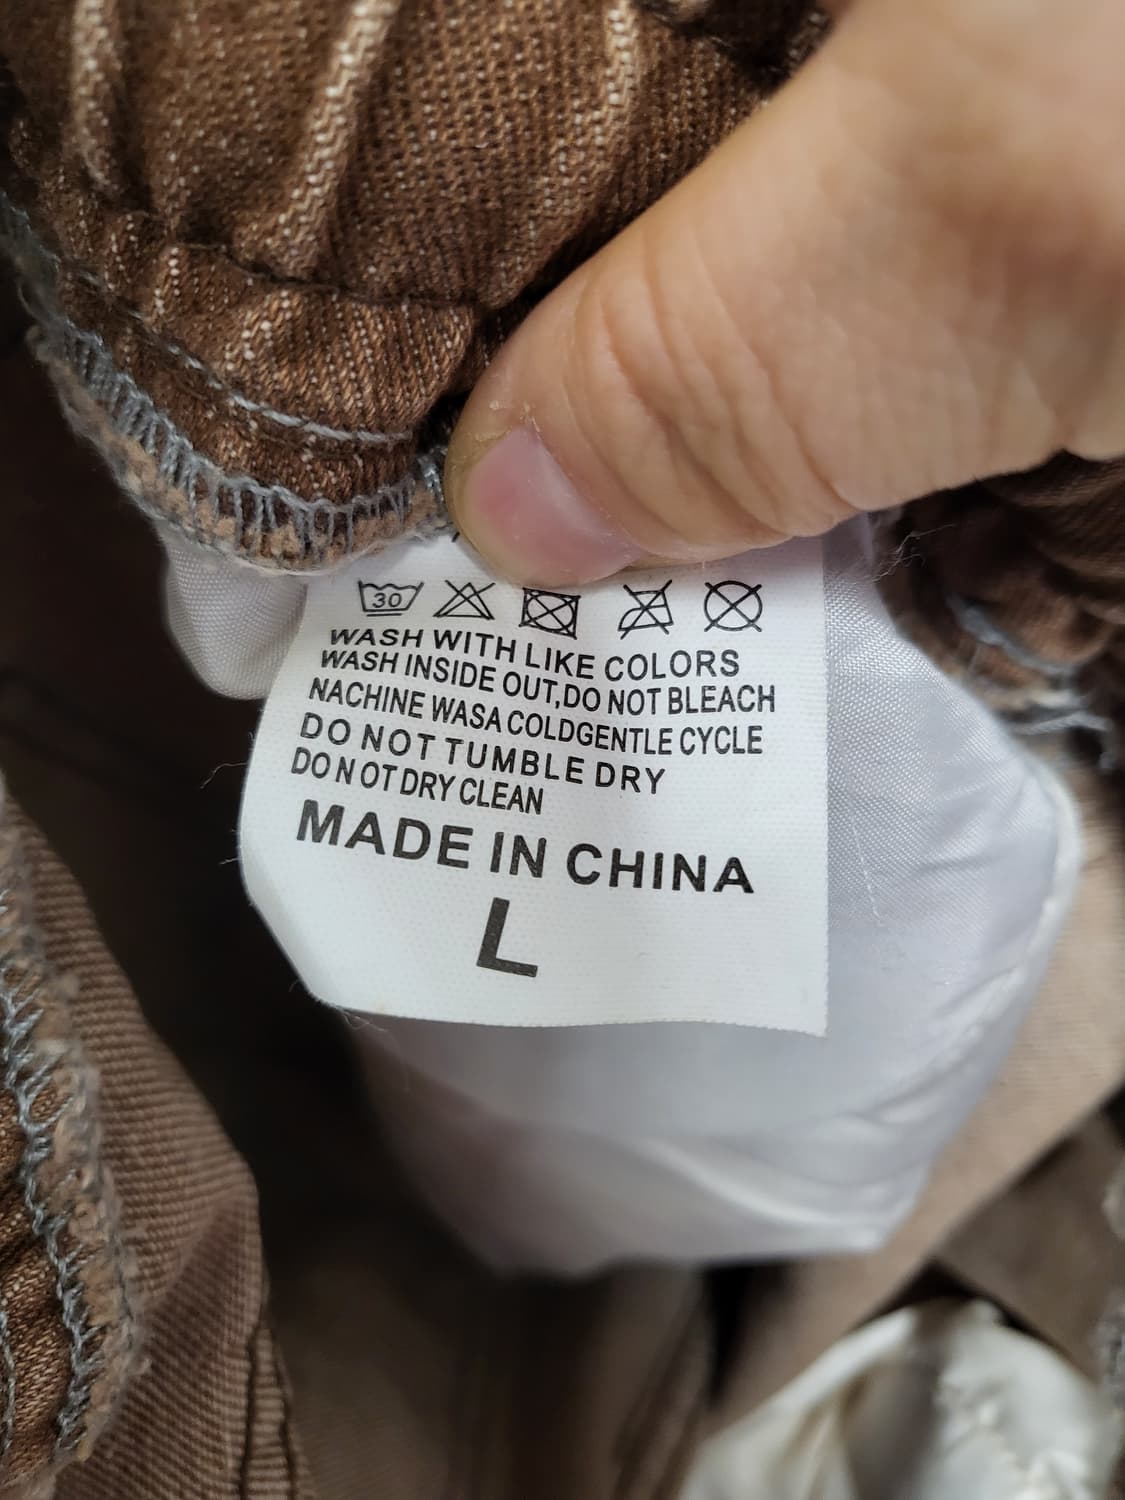 30
WASH WITH LIKE COLORS
WASH INSIDE OUT,DO NOT BLEACH
NACHINE WASA COLDGENTLE CYCLE
DO NOT TUMBLE DRY
DO NOT DRY CLEAN
MADE IN CHINA
L